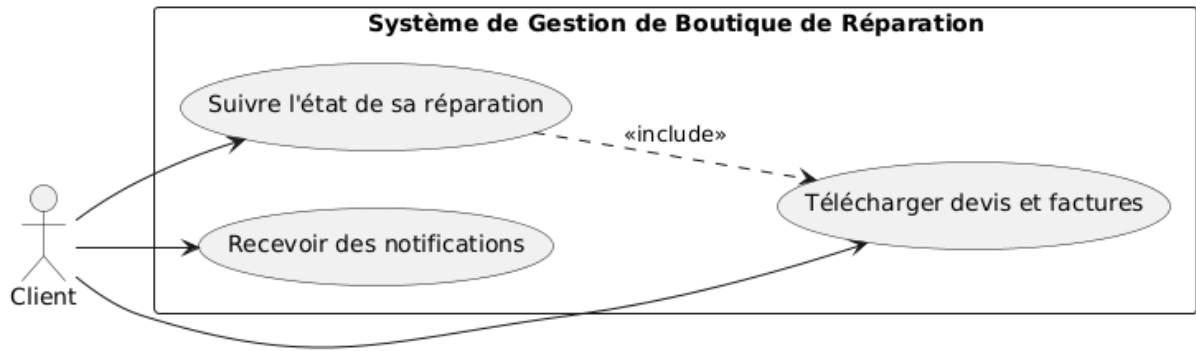 Système de Gestion de Boutique de Réparation
Suivre l'état de sa réparation
«include»
Télécharger devis et factures
Recevoir des notifications
Client